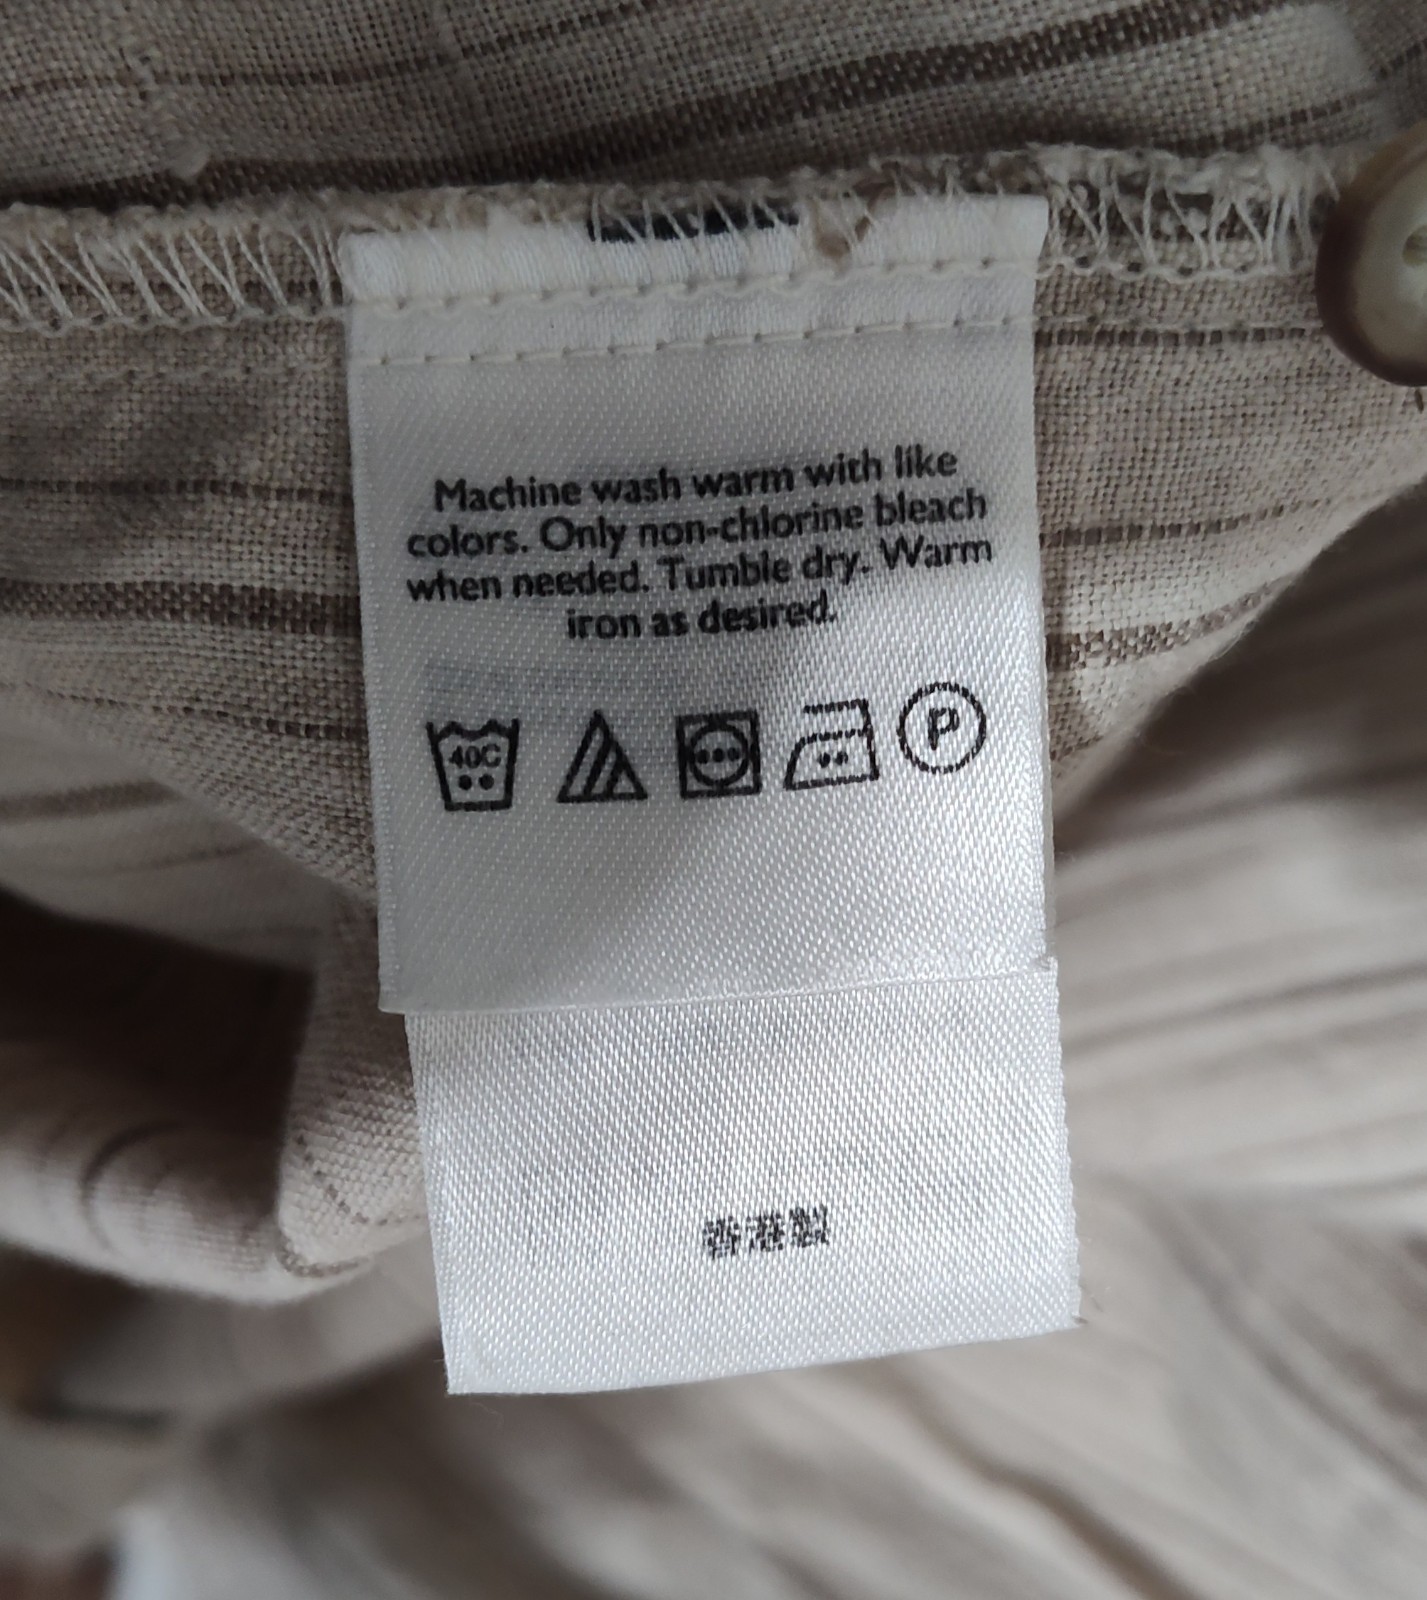 Machine wash warm with like
colors. Only non-chlorine bleach
when needed. Tumble dry. Warm
iron as desired.
40C
P
香港製